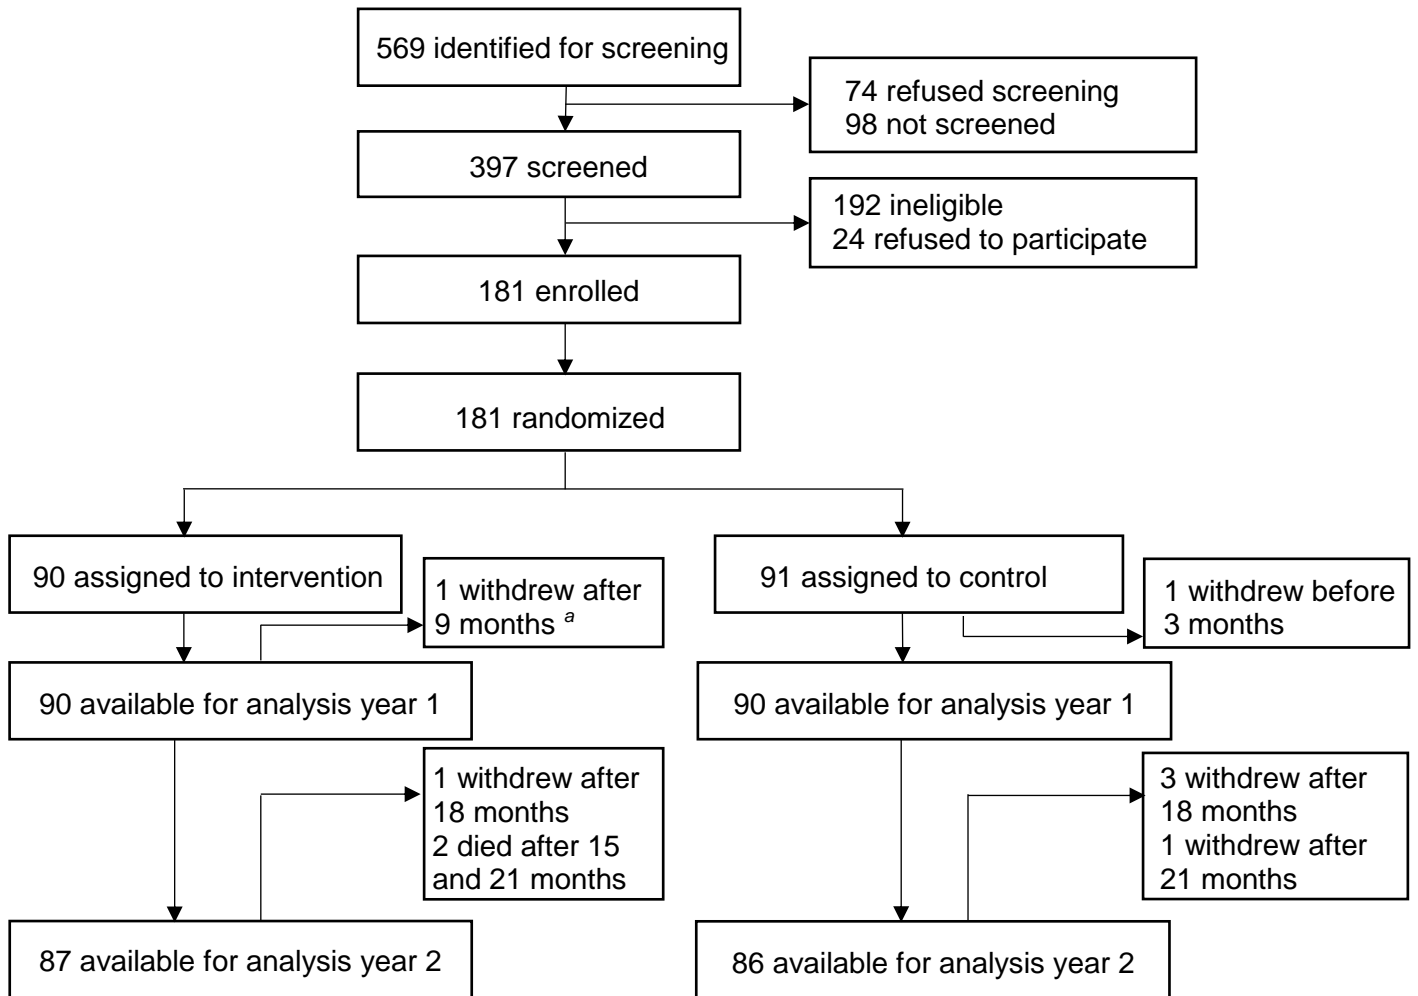 569 identified for screening
74 refused screening
98 not screened
397 screened
192 ineligible
24 refused to participate
181 enrolled
181 randomized
90 assigned to intervention
1 withdrew after
9 months a
91 assigned to control
1 withdrew before
3 months
90 available for analysis year 1
90 available for analysis year 1
1 withdrew after
18 months
2 died after 15
and 21 months
3 withdrew after
18 months
1 withdrew after
21 months
87 available for analysis year 2
86 available for analysis year 2